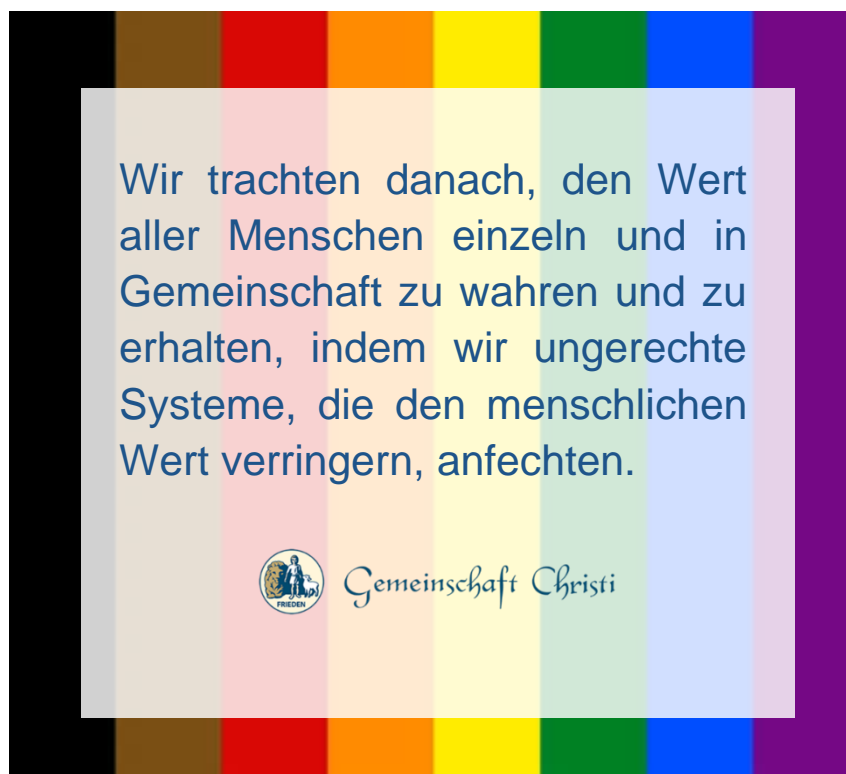 Wir trachten danach, den Wert
aller Menschen einzeln und in
Gemeinschaft zu wahren und zu
erhalten, indem wir ungerechte
Systeme, die den menschlichen
Wert verringern, anfechten.
FRIEDEN
Gemeinschaft Christi